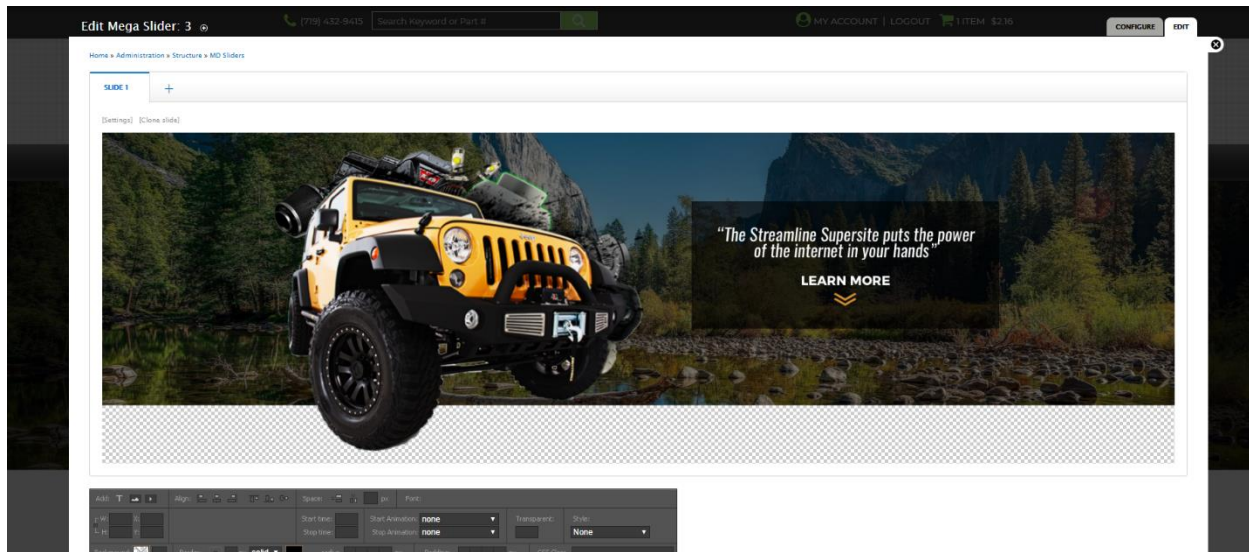 Edit Mega Slider: 3
(719) 432-9415
Search Keyword or Part #
MY ACCOUNT | LOGOUT
1 ITEM $2.16
CONFIGURE
EDIT
Home » Administration » Structure » MD Sliders
SLIDE 1
+
[Settings] [Clone slide]
“The Streamline Supersite puts the power
of the internet in your hands”
LEARN MORE
Add: T
Align:
Space:
px
Font:
W: X:
H: Y:
Start time:
Start Animation: none
Transparent:
Style:
Stop time:
Stop Animation: none
None
solid